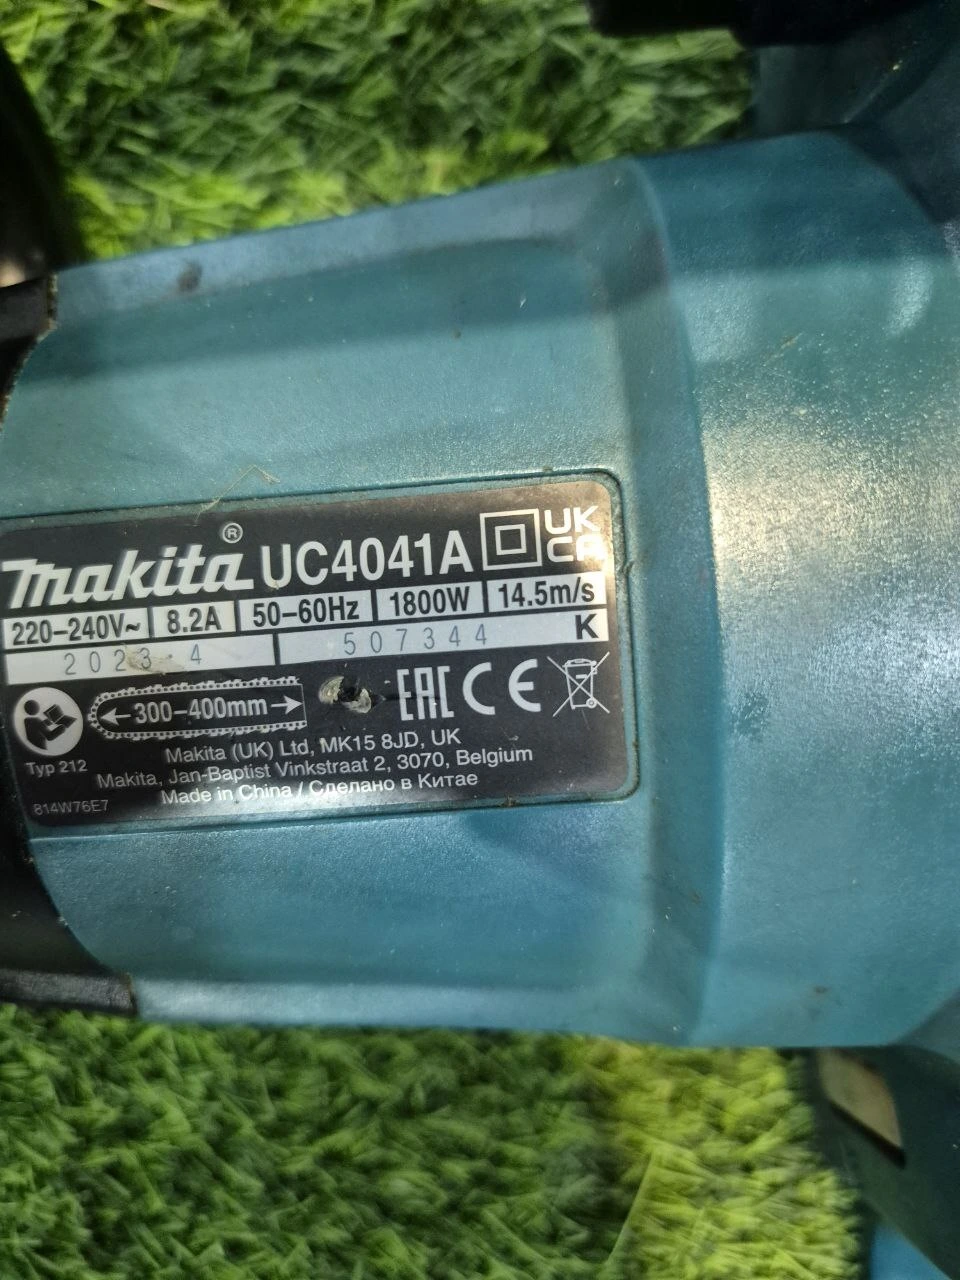 makita® UC4041A UK CA
220-240V~ 8.2A 50-60Hz 1800W 14.5m/s
2023.4 507344 K
300-400mm EAC CE
Typ 212
Makita (UK) Ltd, MK15 8JD, UK
Makita, Jan-Baptist Vinkstraat 2, 3070, Belgium
Made in China / Сделано в Китае
814W76E7